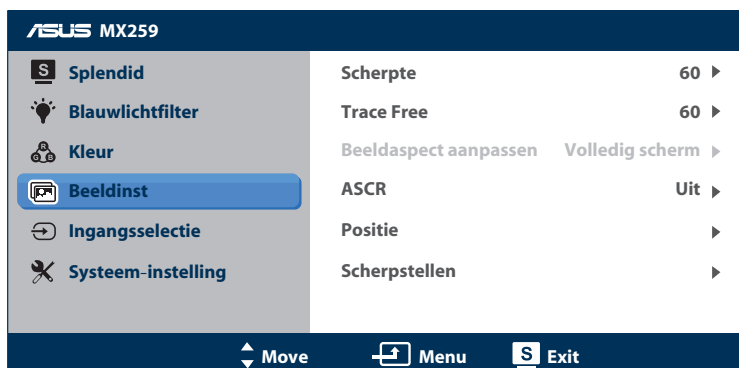 ASUS MX259
S Splendid
Blauwlichtfilter
R G B Kleur
Beeldinst
Ingangsselectie
Systeem-instelling
Scherpte 60
Trace Free 60
Beeldaspect aanpassen Volledig scherm
ASCR Uit
Positie
Scherpstellen
Move Menu S Exit